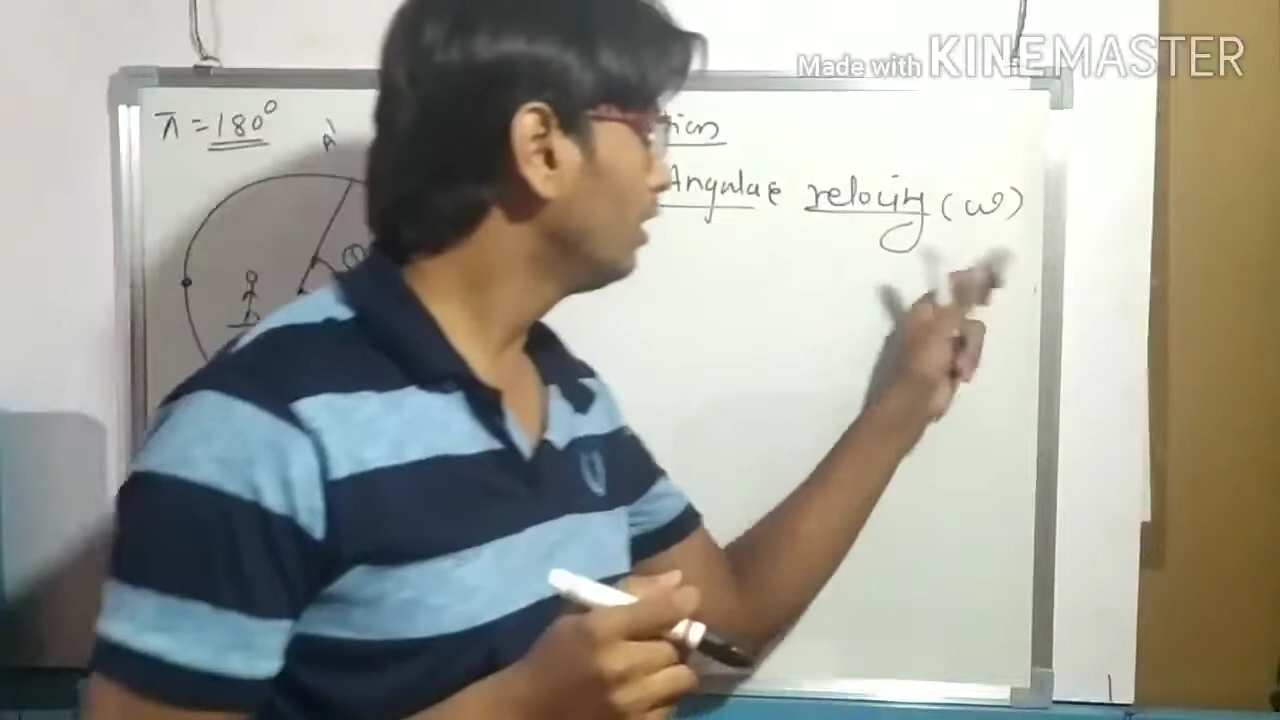 Made with KINEMASTER
π = 180°
A'
Angular velocity (ω)